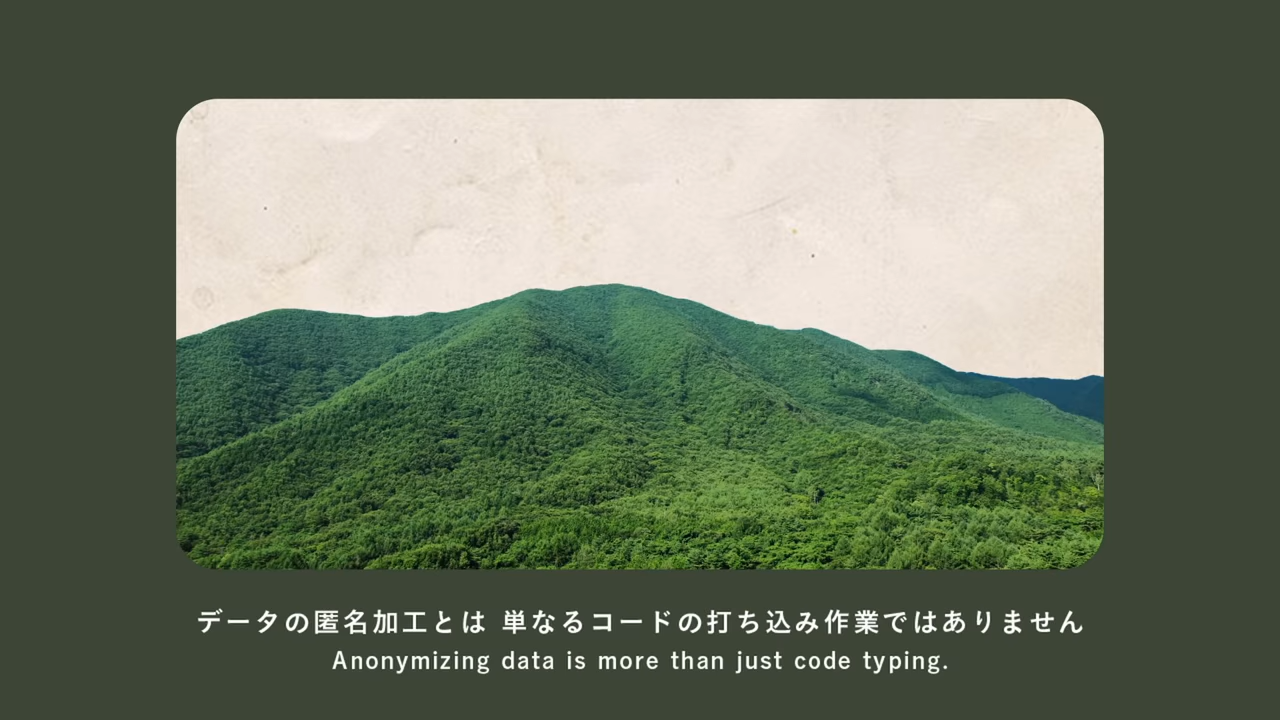 データの匿名加工とは 単なるコードの打ち込み作業ではありません
Anonymizing data is more than just code typing.